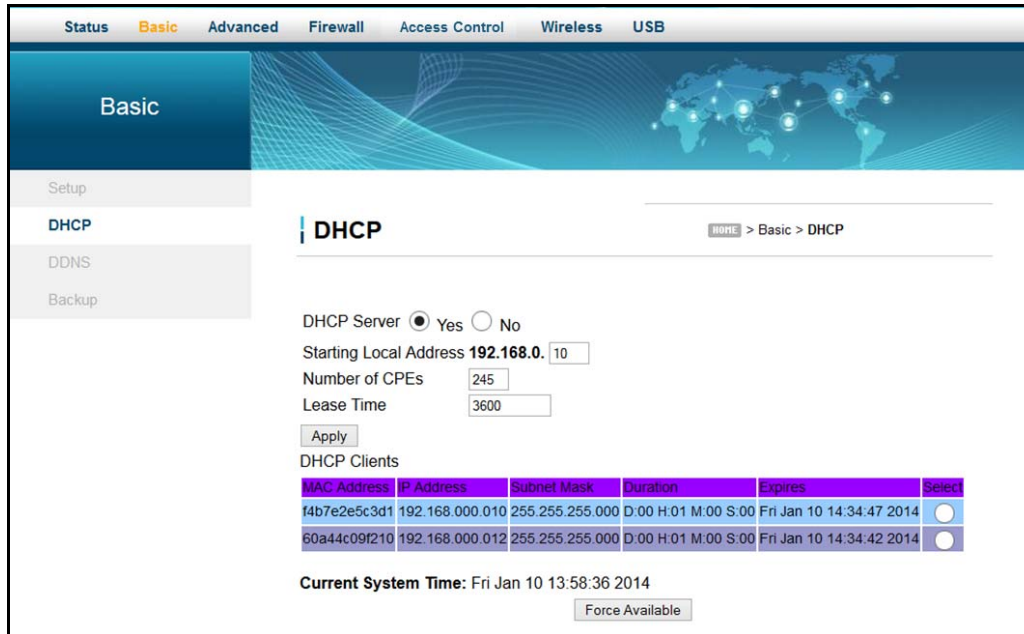 Status Basic Advanced Firewall Access Control Wireless USB
Basic
Setup
DHCP
DDNS
Backup
DHCP
HOME > Basic > DHCP
DHCP Server Yes No
Starting Local Address 192.168.0. 10
Number of CPEs 245
Lease Time 3600
Apply
DHCP Clients
MAC Address IP Address Subnet Mask Duration Expires Select
f4b7e2e5c3d1 192.168.000.010 255.255.255.000 D:00 H:01 M:00 S:00 Fri Jan 10 14:34:47 2014
60a44c09f210 192.168.000.012 255.255.255.000 D:00 H:01 M:00 S:00 Fri Jan 10 14:34:42 2014
Current System Time: Fri Jan 10 13:58:36 2014
Force Available